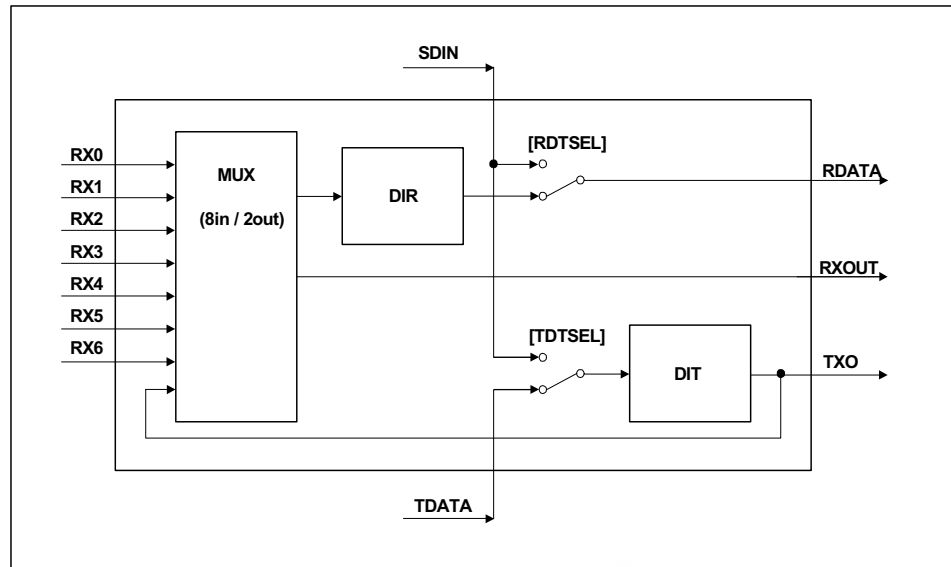 SDIN
RX0
RX1
RX2
RX3
RX4
RX5
RX6
MUX
(8in / 2out)
DIR
[RDTSEL]
RDATA
RXOUT
[TDTSEL]
DIT
TXO
TDATA